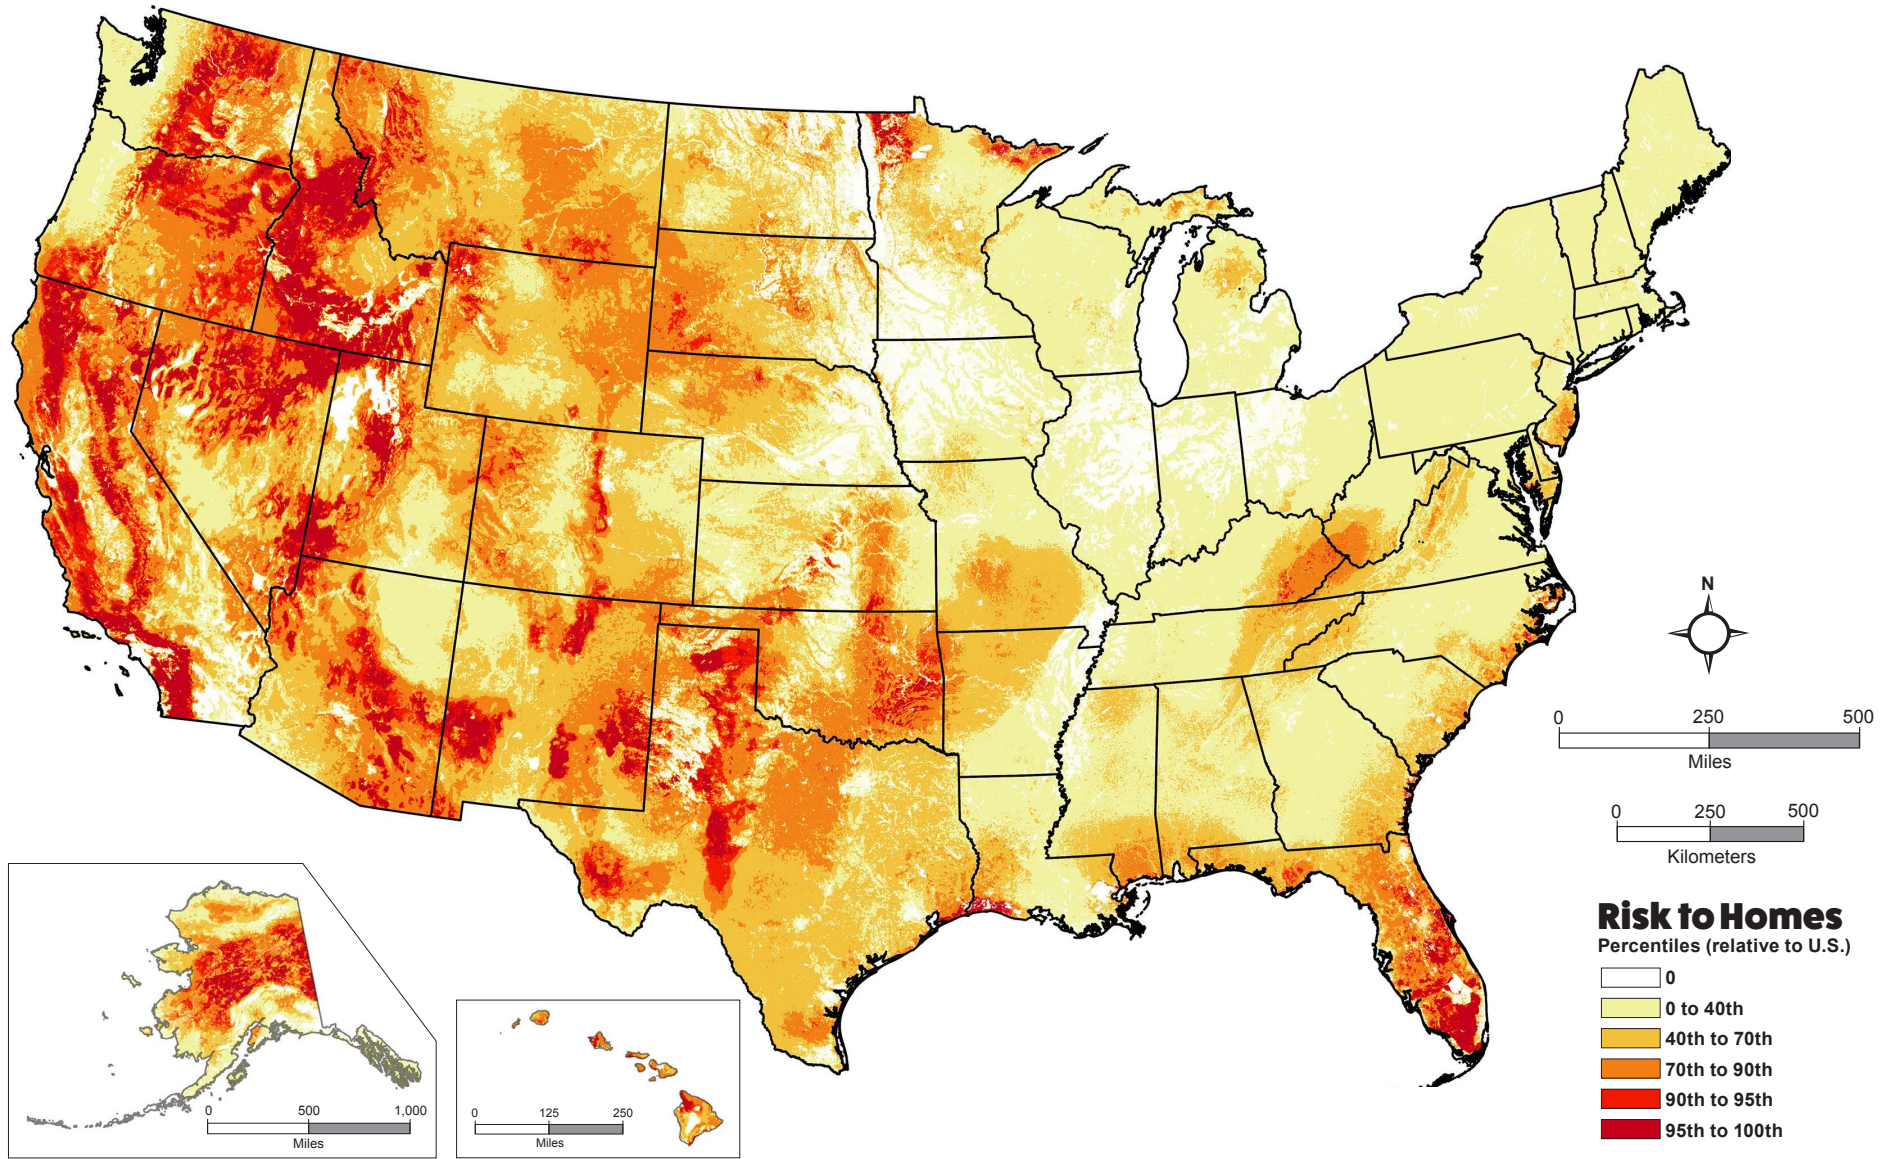 N
0 250 500
Miles
0 250 500
Kilometers
Risk to Homes
Percentiles (relative to U.S.)
0
0 to 40th
40th to 70th
70th to 90th
90th to 95th
95th to 100th
0 500 1,000
Miles
0 125 250
Miles